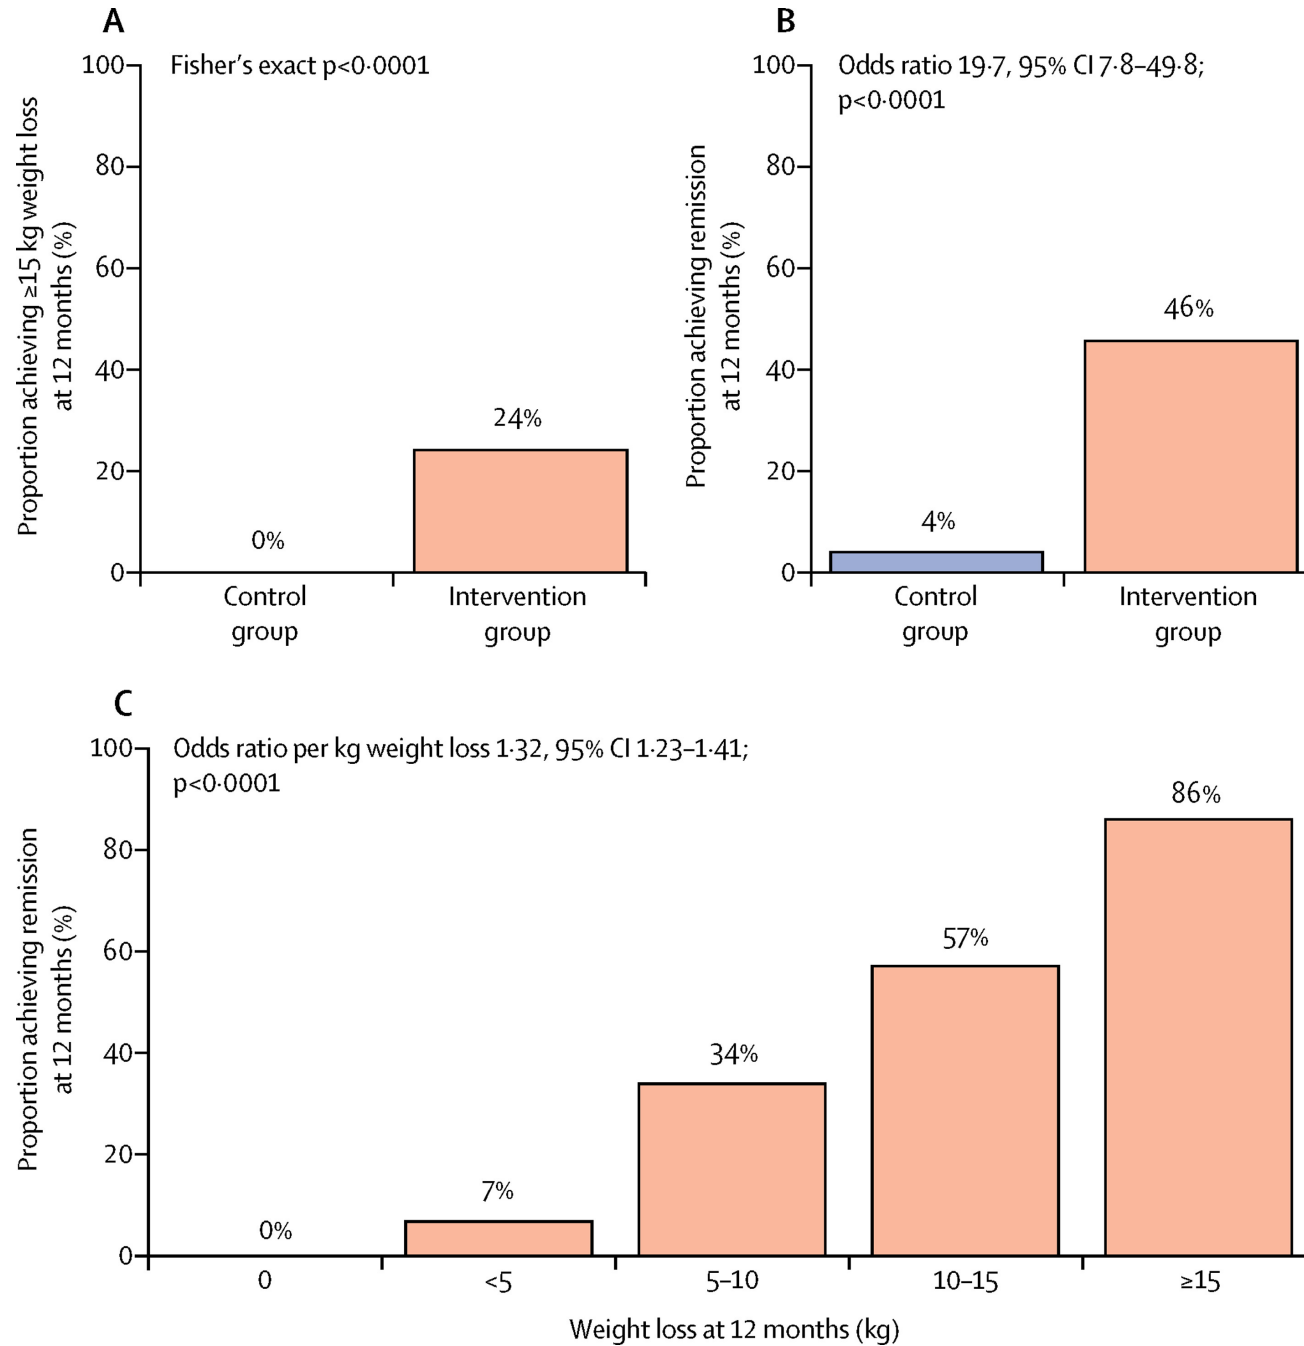 A
Fisher's exact p<0·0001
Proportion achieving ≥15 kg weight loss
at 12 months (%)
100
80
60
40
20
0
0%
24%
Control
group
Intervention
group
B
Odds ratio 19·7, 95% CI 7·8–49·8;
p<0·0001
Proportion achieving remission
at 12 months (%)
100
80
60
40
20
0
4%
46%
Control
group
Intervention
group
C
Odds ratio per kg weight loss 1·32, 95% CI 1·23–1·41;
p<0·0001
Proportion achieving remission
at 12 months (%)
100
80
60
40
20
0
0%
7%
34%
57%
86%
0
<5
5–10
10–15
≥15
Weight loss at 12 months (kg)